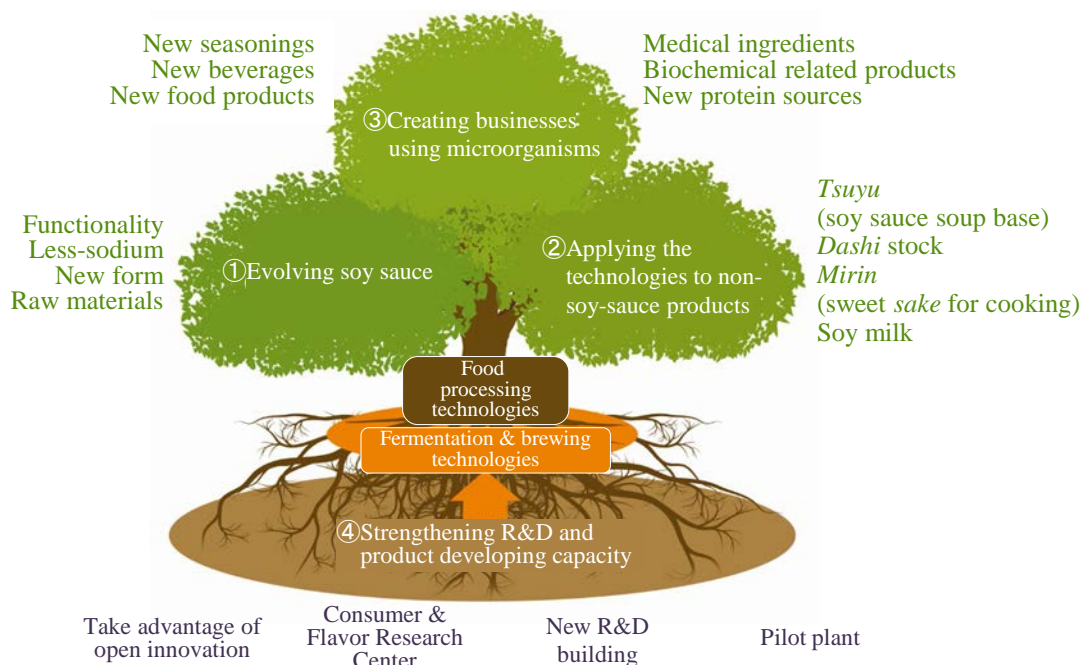 New seasonings
New beverages
New food products
Medical ingredients
Biochemical related products
New protein sources
③Creating businesses
using microorganisms
Functionality
Less-sodium
New form
Raw materials
①Evolving soy sauce
②Applying the
technologies to non-
soy-sauce products
Tsuyu
(soy sauce soup base)
Dashi stock
Mirin
(sweet sake for cooking)
Soy milk
Food
processing
technologies
Fermentation & brewing
technologies
④Strengthening R&D and
product developing capacity
Take advantage of
open innovation
Consumer &
Flavor Research
Center
New R&D
building
Pilot plant